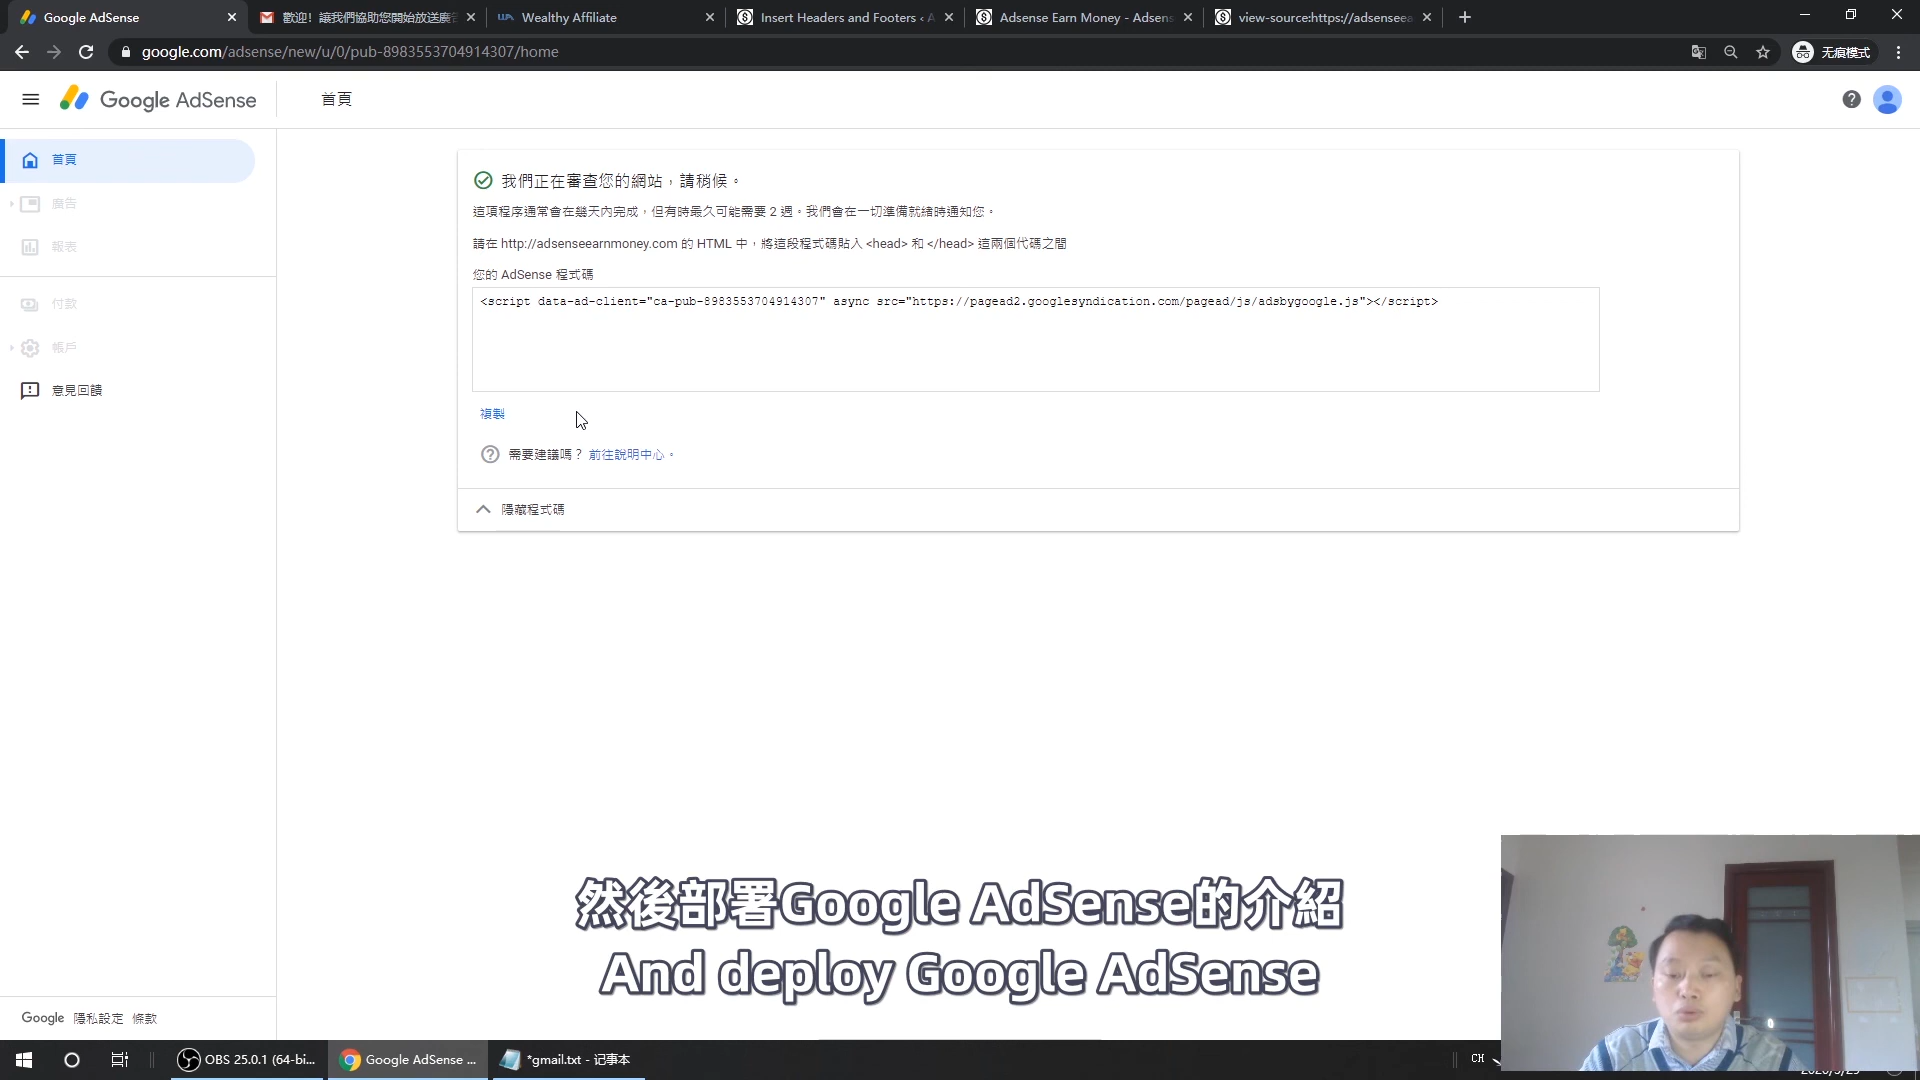 Google AdSense
歡迎！讓我們協助您開始放送廣告
Wealthy Affiliate
Insert Headers and Footers ‹ A
Adsense Earn Money - Adsens
view-source:https://adsenseea
google.com/adsense/new/u/0/pub-8983553704914307/home
无痕模式
Google AdSense
首頁
首頁
廣告
報表
付款
帳戶
意見回饋
我們正在審查您的網站，請稍候。
這項程序通常會在幾天內完成，但有時最久可能需要 2 週。我們會在一切準備就緒時通知您。
請在 http://adsenseearnmoney.com 的 HTML 中，將這段程式碼貼入 <head> 和 </head> 這兩個代碼之間
您的 AdSense 程式碼
<script data-ad-client="ca-pub-8983553704914307" async src="https://pagead2.googlesyndication.com/pagead/js/adsbygoogle.js"></script>
複製
需要建議嗎？ 前往說明中心。
隱藏程式碼
然後部署Google AdSense的介紹
And deploy Google AdSense
Google 隱私設定 條款
OBS 25.0.1 (64-bi...
Google AdSense ...
*gmail.txt - 记事本
CH